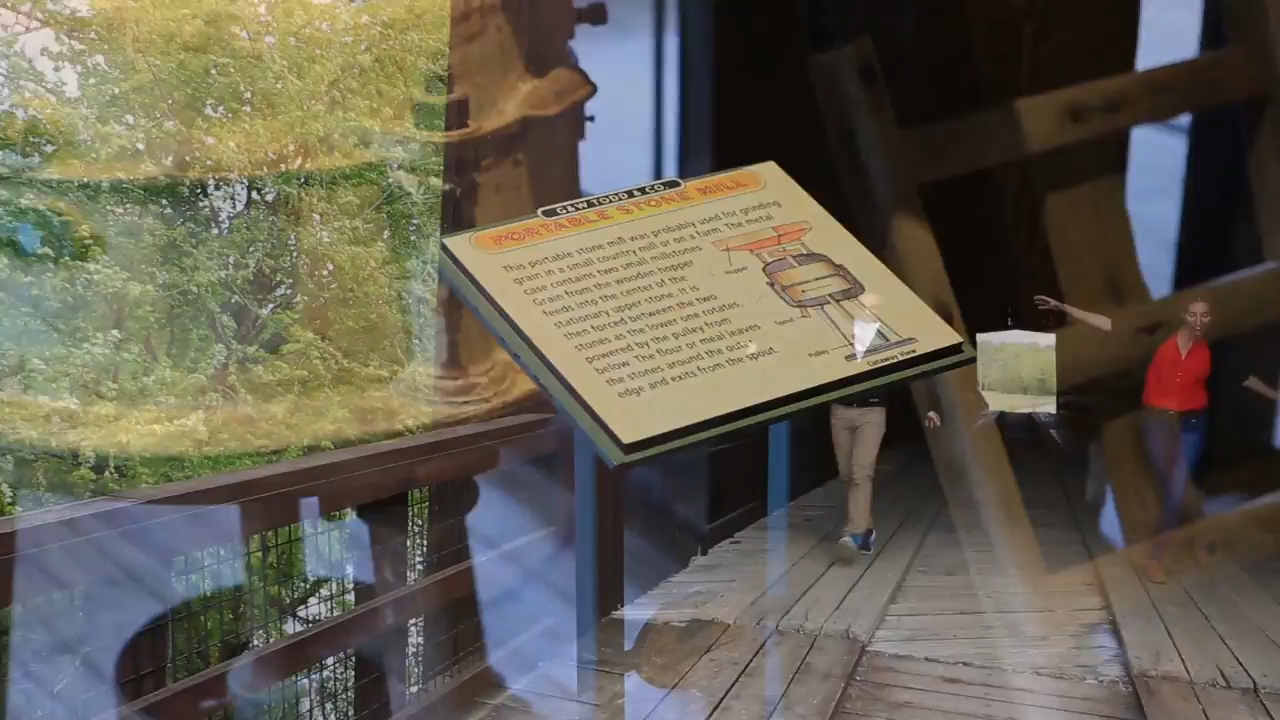 G&W TODD & CO.
PORTABLE STONE MILL
This portable stone mill was probably used for grinding
grain in a small country mill or on a farm. The metal
case contains two small millstones
Grain from the wooden hopper
feeds into the center of the
stationary upper stone. It is
then forced between the two
stones as the lower one rotates,
powered by the pulley from
below. The flour or meal leaves
the stones around the outer
edge and exits from the spout.
Hopper
Spout
Pulley
Cutaway View